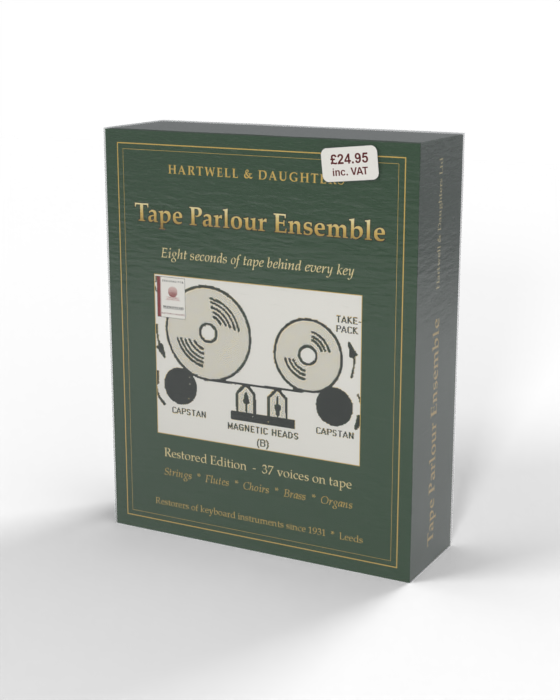 £24.95
inc. VAT
HARTWELL & DAUGHTERS
Tape Parlour Ensemble
Eight seconds of tape behind every key
TAKE-
PACK
CAPSTAN
MAGNETIC HEADS
CAPSTAN
(B)
Restored Edition - 37 voices on tape
Strings * Flutes * Choirs * Brass * Organs
Restorers of keyboard instruments since 1931 * Leeds
Tape Parlour Ensemble
Hartwell & Daughters Ltd